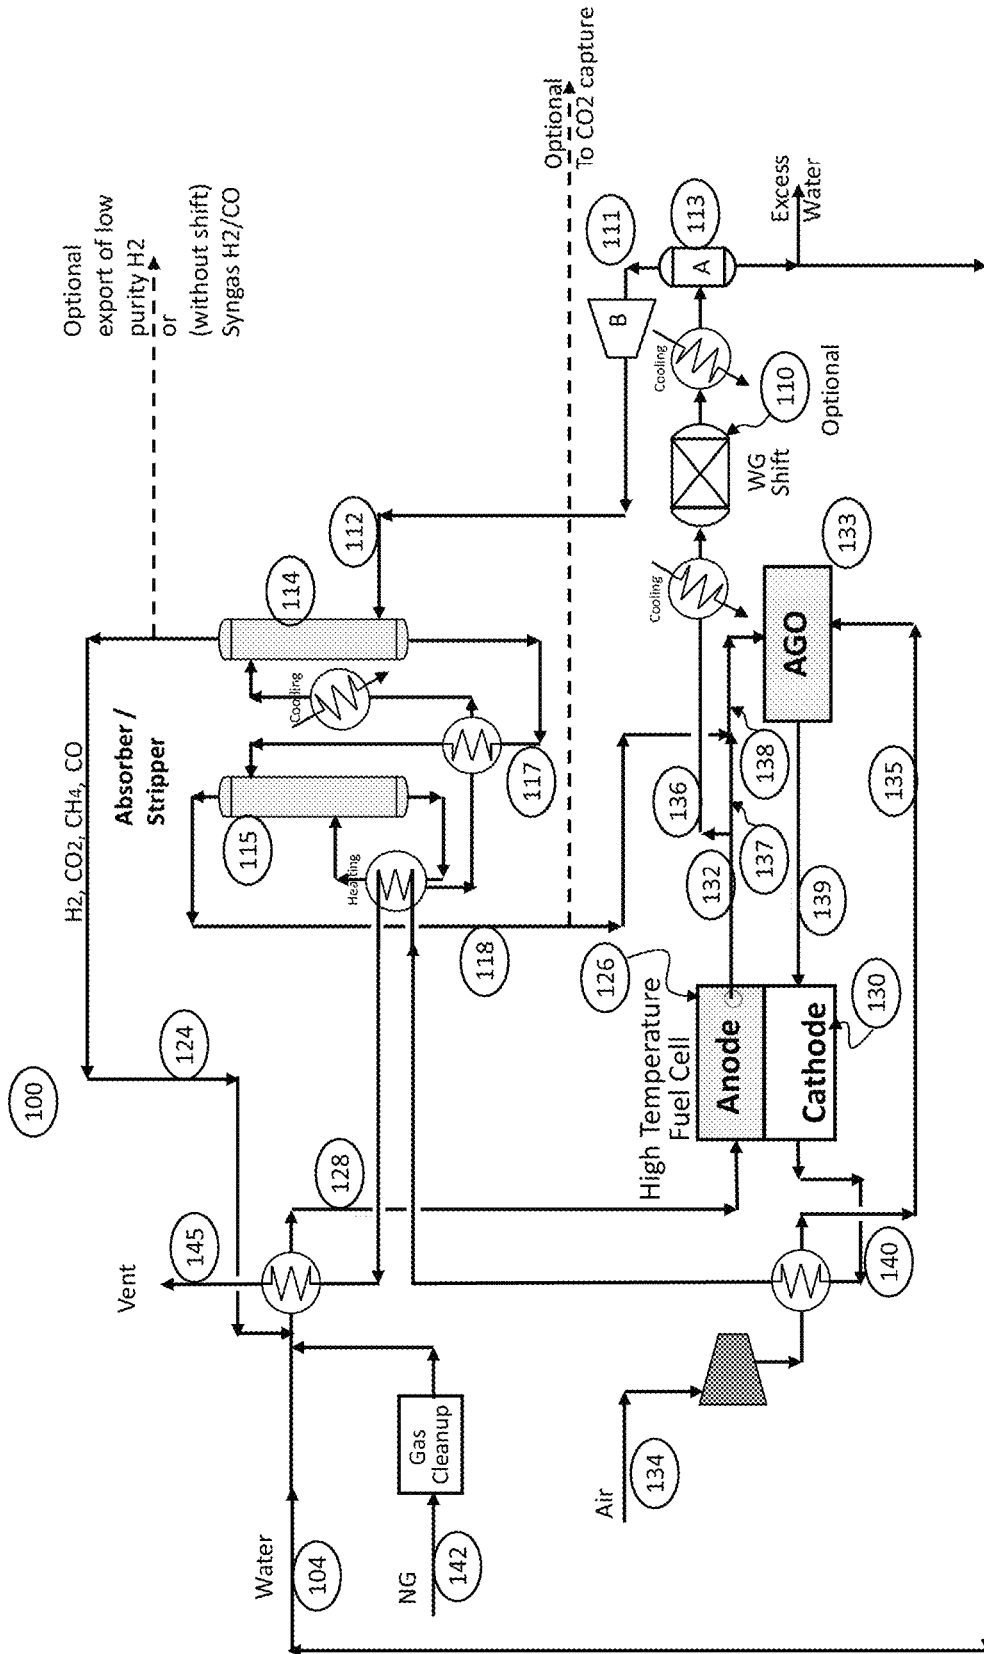 100
Water
104
NG
142
Gas
Cleanup
Air
134
Vent
145
124
H2, CO2, CH4, CO
128
140
High Temperature
Fuel Cell
Anode
Cathode
126
130
Absorber /
Stripper
115
114
Heating
Cooling
117
118
112
132
137
136
138
139
135
AGO
133
Cooling
WG
Shift
110
Optional
Cooling
A
113
B
111
Excess
Water
Optional
To CO2 capture
Optional
export of low
purity H2
or
(without shift)
Syngas H2/CO